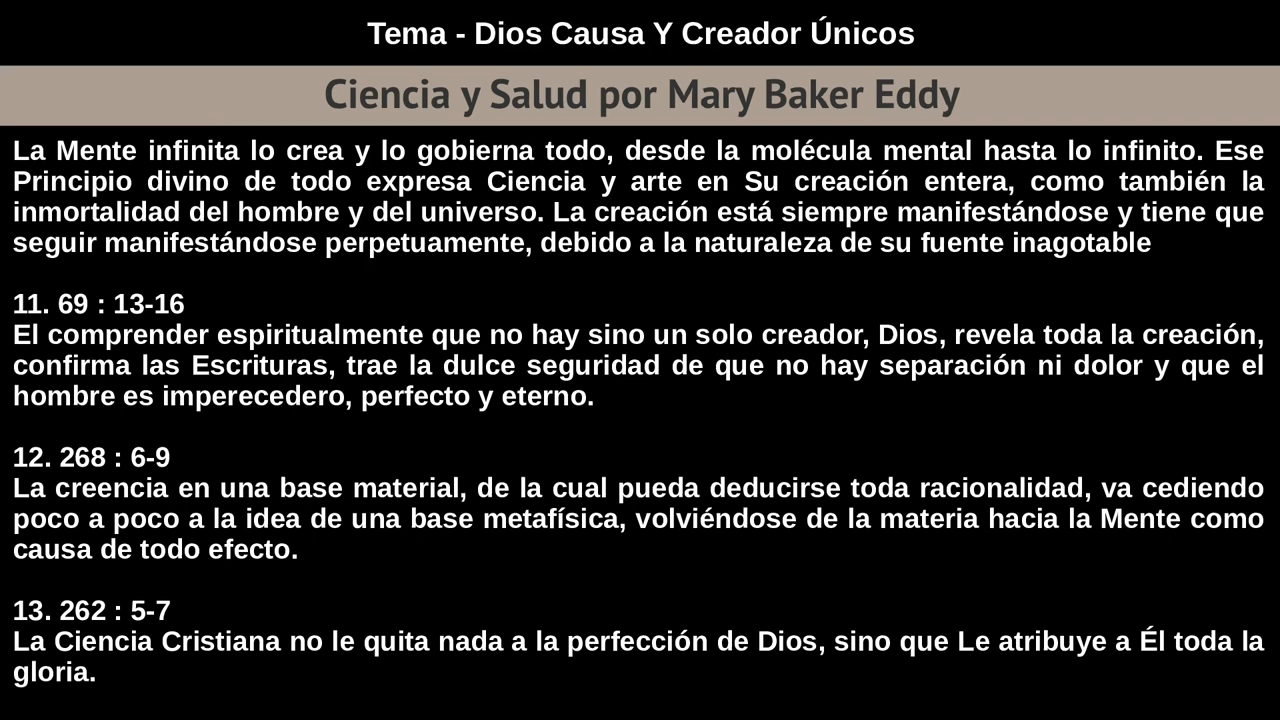 Tema - Dios Causa Y Creador Únicos
Ciencia y Salud por Mary Baker Eddy
La Mente infinita lo crea y lo gobierna todo, desde la molécula mental hasta lo infinito. Ese
Principio divino de todo expresa Ciencia y arte en Su creación entera, como también la
inmortalidad del hombre y del universo. La creación está siempre manifestándose y tiene que
seguir manifestándose perpetuamente, debido a la naturaleza de su fuente inagotable
11. 69 : 13-16
El comprender espiritualmente que no hay sino un solo creador, Dios, revela toda la creación,
confirma las Escrituras, trae la dulce seguridad de que no hay separación ni dolor y que el
hombre es imperecedero, perfecto y eterno.
12. 268 : 6-9
La creencia en una base material, de la cual pueda deducirse toda racionalidad, va cediendo
poco a poco a la idea de una base metafísica, volviéndose de la materia hacia la Mente como
causa de todo efecto.
13. 262 : 5-7
La Ciencia Cristiana no le quita nada a la perfección de Dios, sino que Le atribuye a Él toda la
gloria.